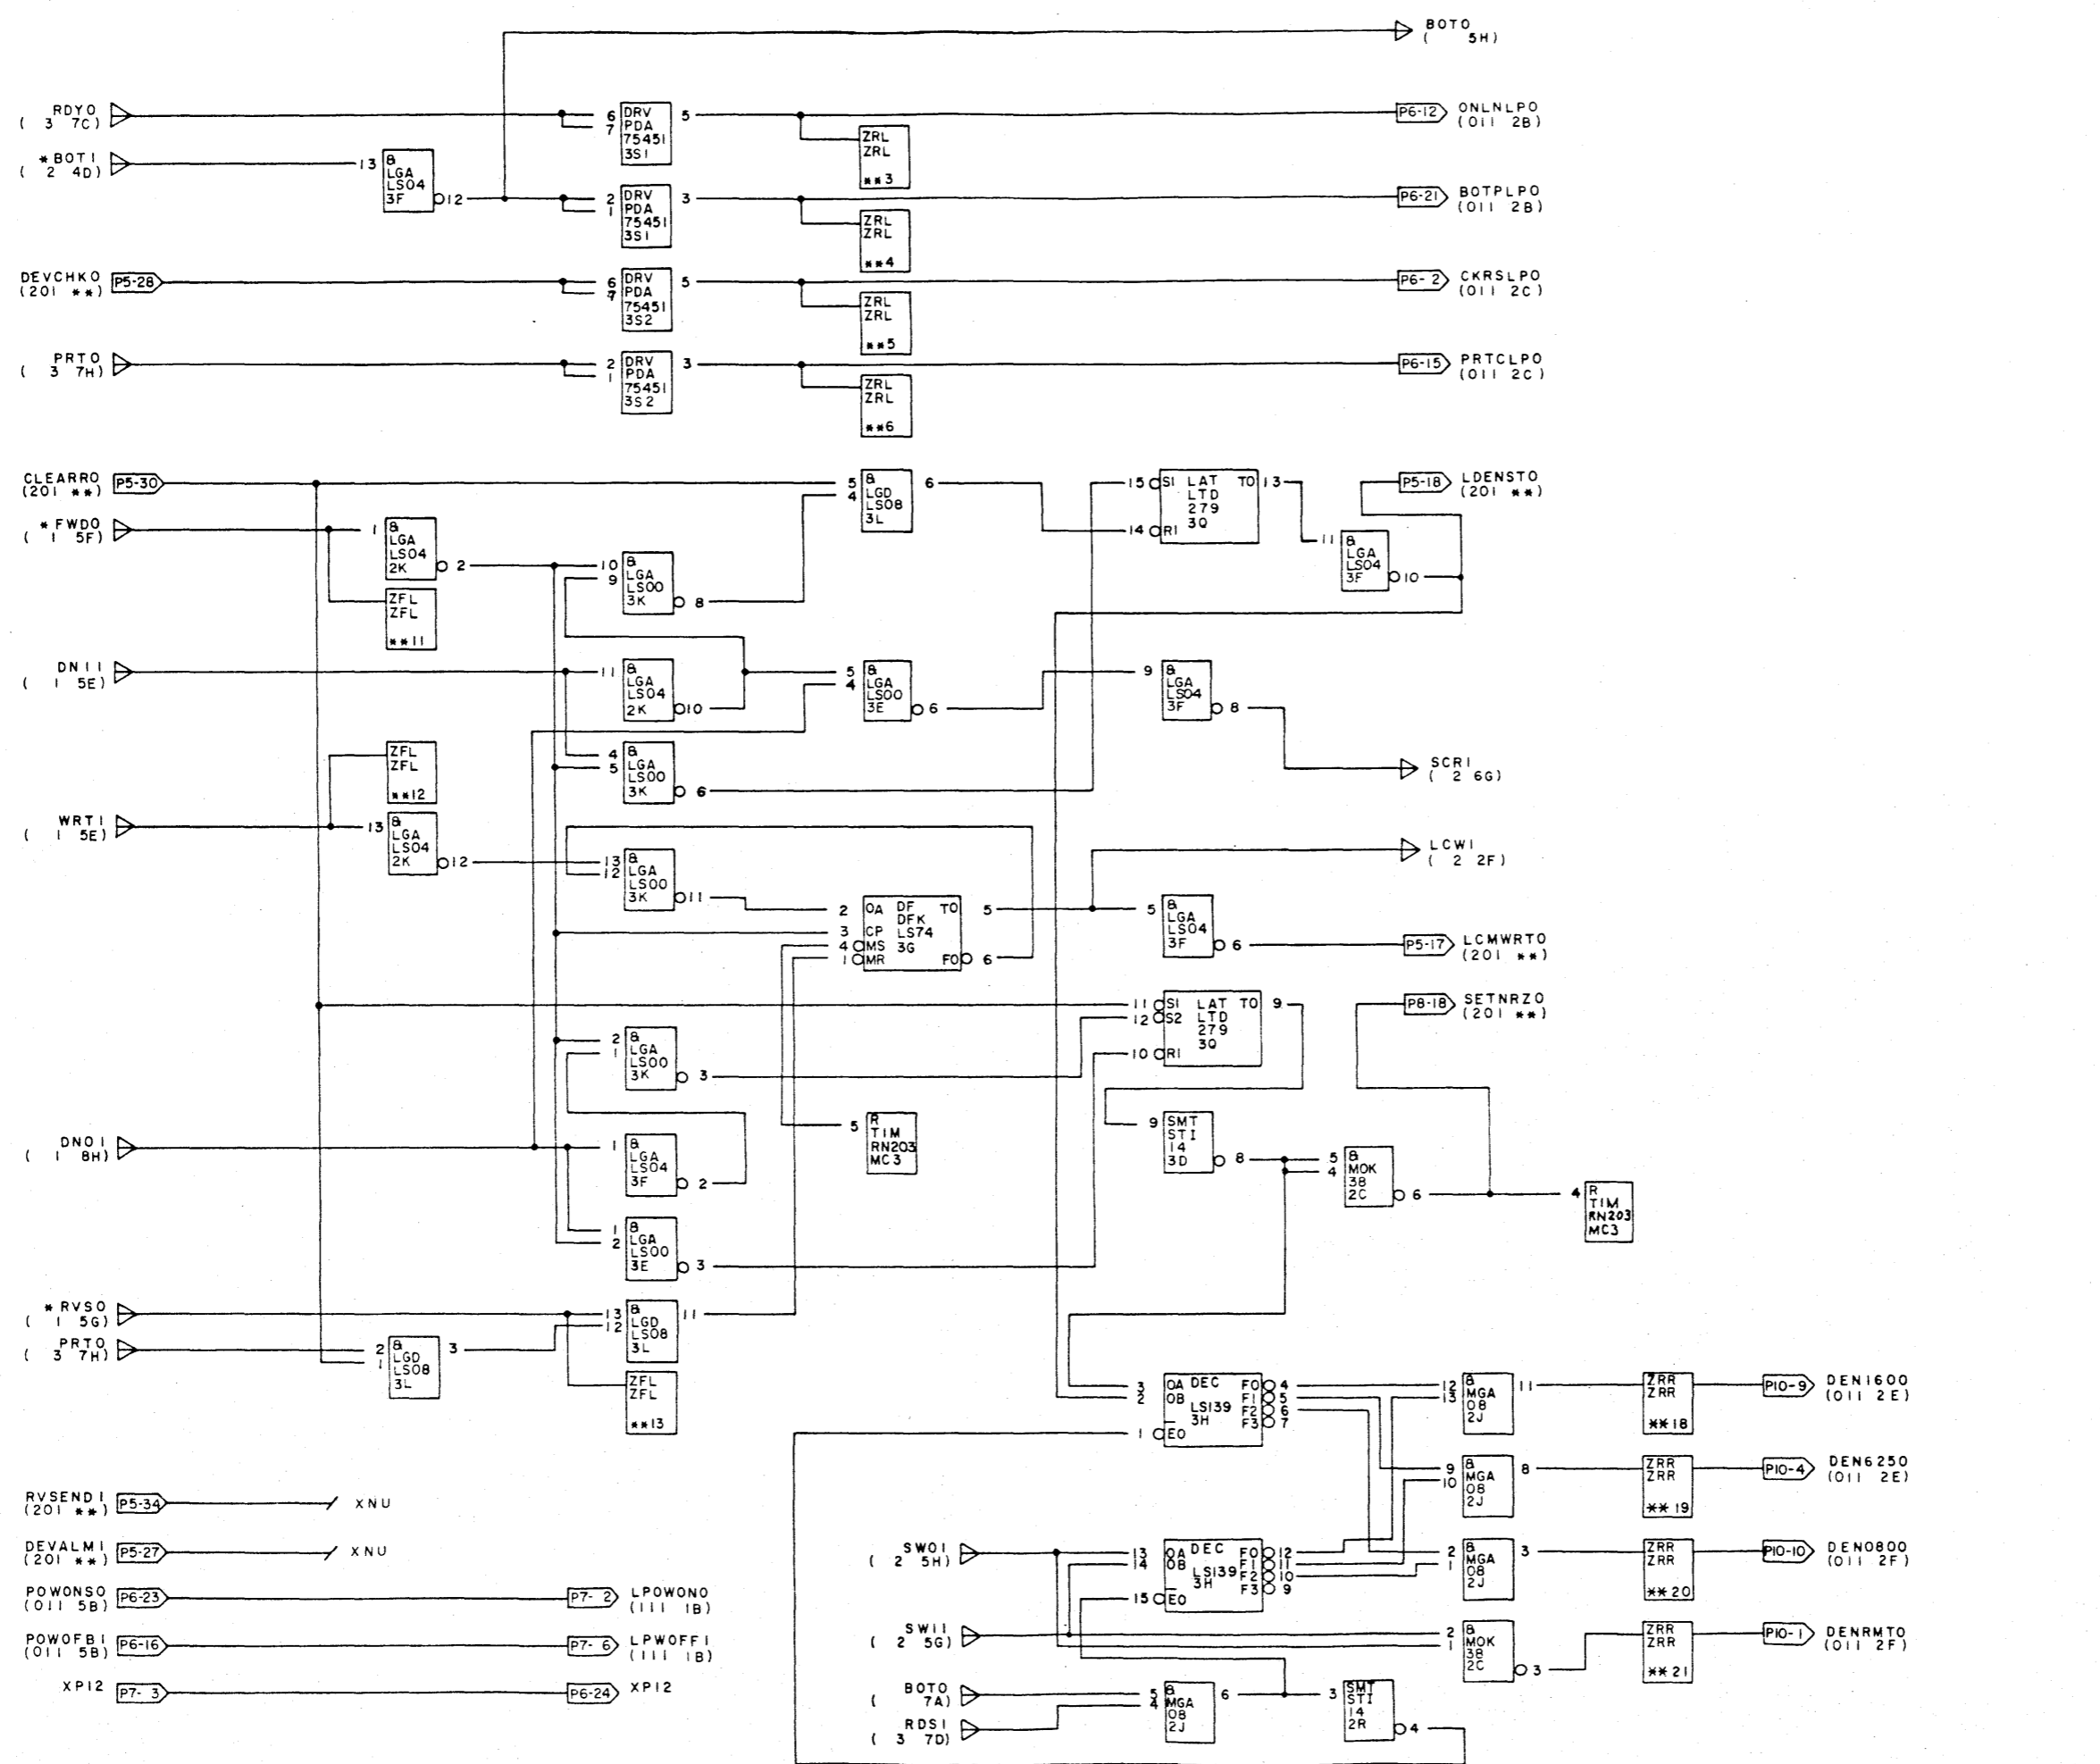 BOTO
( 5H)
RDYO
( 3 7C)
6
7
DRV
PDA
75451
3S1
5
ZRL
ZRL
**3
P6-12
ONLNLPO
(011 2B)
*BOT1
( 2 4D)
13
&
LGA
LS04
3F
12
2
1
DRV
PDA
75451
3S1
3
ZRL
ZRL
**4
P6-21
BOTPLPO
(011 2B)
DEVCHKO
(201 **)
P5-28
6
7
DRV
PDA
75451
3S2
5
ZRL
ZRL
**5
P6- 2
CKRSLPO
(011 2C)
PRTO
( 3 7H)
2
1
DRV
PDA
75451
3S2
3
ZRL
ZRL
**6
P6-15
PRTCLPO
(011 2C)
CLEARRO
(201 **)
P5-30
5
4
&
LGD
LS08
3L
6
15
14
S1 LAT TO
LTD
279
3Q
R1
13
11
&
LGA
LS04
3F
10
P5-18
LDENSTO
(201 **)
*FWDO
( 1 5F)
1
&
LGA
LS04
2K
2
ZFL
ZFL
**11
10
9
&
LGA
LS00
3K
8
DN11
( 1 5E)
11
&
LGA
LS04
2K
10
5
4
&
LGA
LS00
3E
6
9
&
LGA
LS04
3F
8
SCR1
( 2 6G)
4
5
&
LGA
LS00
3K
6
ZFL
ZFL
**12
WRT1
( 1 5E)
13
&
LGA
LS04
2K
12
13
12
&
LGA
LS00
3K
11
2
3
4
1
OA DF TO
DFK
CP LS74
MS 3G
MR FO
5
6
LCW1
( 2 2F)
5
&
LGA
LS04
3F
6
P5-17
LCMWRTO
(201 **)
11
12
10
S1 LAT TO
S2 LTD
279
3Q
R1
9
P8-18
SETNRZO
(201 **)
2
1
&
LGA
LS00
3K
3
5
R
TIM
RN203
MC3
9
SMT
STI
14
3D
8
5
4
&
MOK
38
2C
6
4
R
TIM
RN203
MC3
DNO1
( 1 8H)
1
&
LGA
LS04
3F
2
1
2
&
LGA
LS00
3E
3
*RVSO
( 1 5G)
13
12
&
LGD
LS08
3L
11
PRTO
( 3 7H)
2
1
&
LGD
LS08
3L
3
ZFL
ZFL
**13
3
2
1
OA DEC FO
OB F1
LS139 F2
3H F3
EO
4
5
6
7
12
13
&
MGA
08
2J
11
ZRR
ZRR
**18
P10-9
DEN1600
(011 2E)
9
10
&
MGA
08
2J
8
ZRR
ZRR
**19
P10-4
DEN6250
(011 2E)
RVSEND1
(201 **)
P5-34
XNU
DEVALM1
(201 **)
P5-27
XNU
SWO1
( 2 5H)
13
14
15
OA DEC FO
OB F1
LS139 F2
3H F3
EO
12
11
10
9
2
1
&
MGA
08
2J
3
ZRR
ZRR
**20
P10-10
DEN0800
(011 2F)
POWONSO
(011 5B)
P6-23
P7- 2
LPOWONO
(111 1B)
POWOFB1
(011 5B)
P6-16
P7- 6
LPWOFF1
(111 1B)
SW11
( 2 5G)
2
1
&
MOK
38
2C
3
ZRR
ZRR
**21
P10- 1
DENRMTO
(011 2F)
XP12
P7- 3
P6-24
XP12
BOTO
( 7A)
RDS1
( 3 7D)
5
4
&
MGA
08
2J
6
3
SMT
STI
14
2R
4